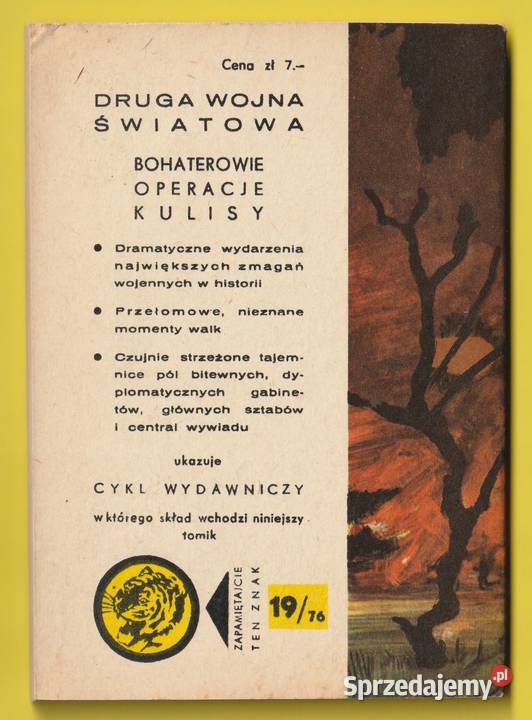 Cena zł 7.–
DRUGA WOJNA
ŚWIATOWA
BOHATEROWIE
OPERACJE
KULISY
● Dramatyczne wydarzenia
największych zmagań
wojennych w historii
● Przełomowe, nieznane
momenty walk
● Czujnie strzeżone tajem-
nice pól bitewnych, dy-
plomatycznych gabine-
tów, głównych sztabów
i central wywiadu
ukazuje
CYKL WYDAWNICZY
w którego skład wchodzi niniejszy
tomik
ZAPAMIĘTAJCIE
TEN ZNAK
19/76
Sprzedajemy.pl